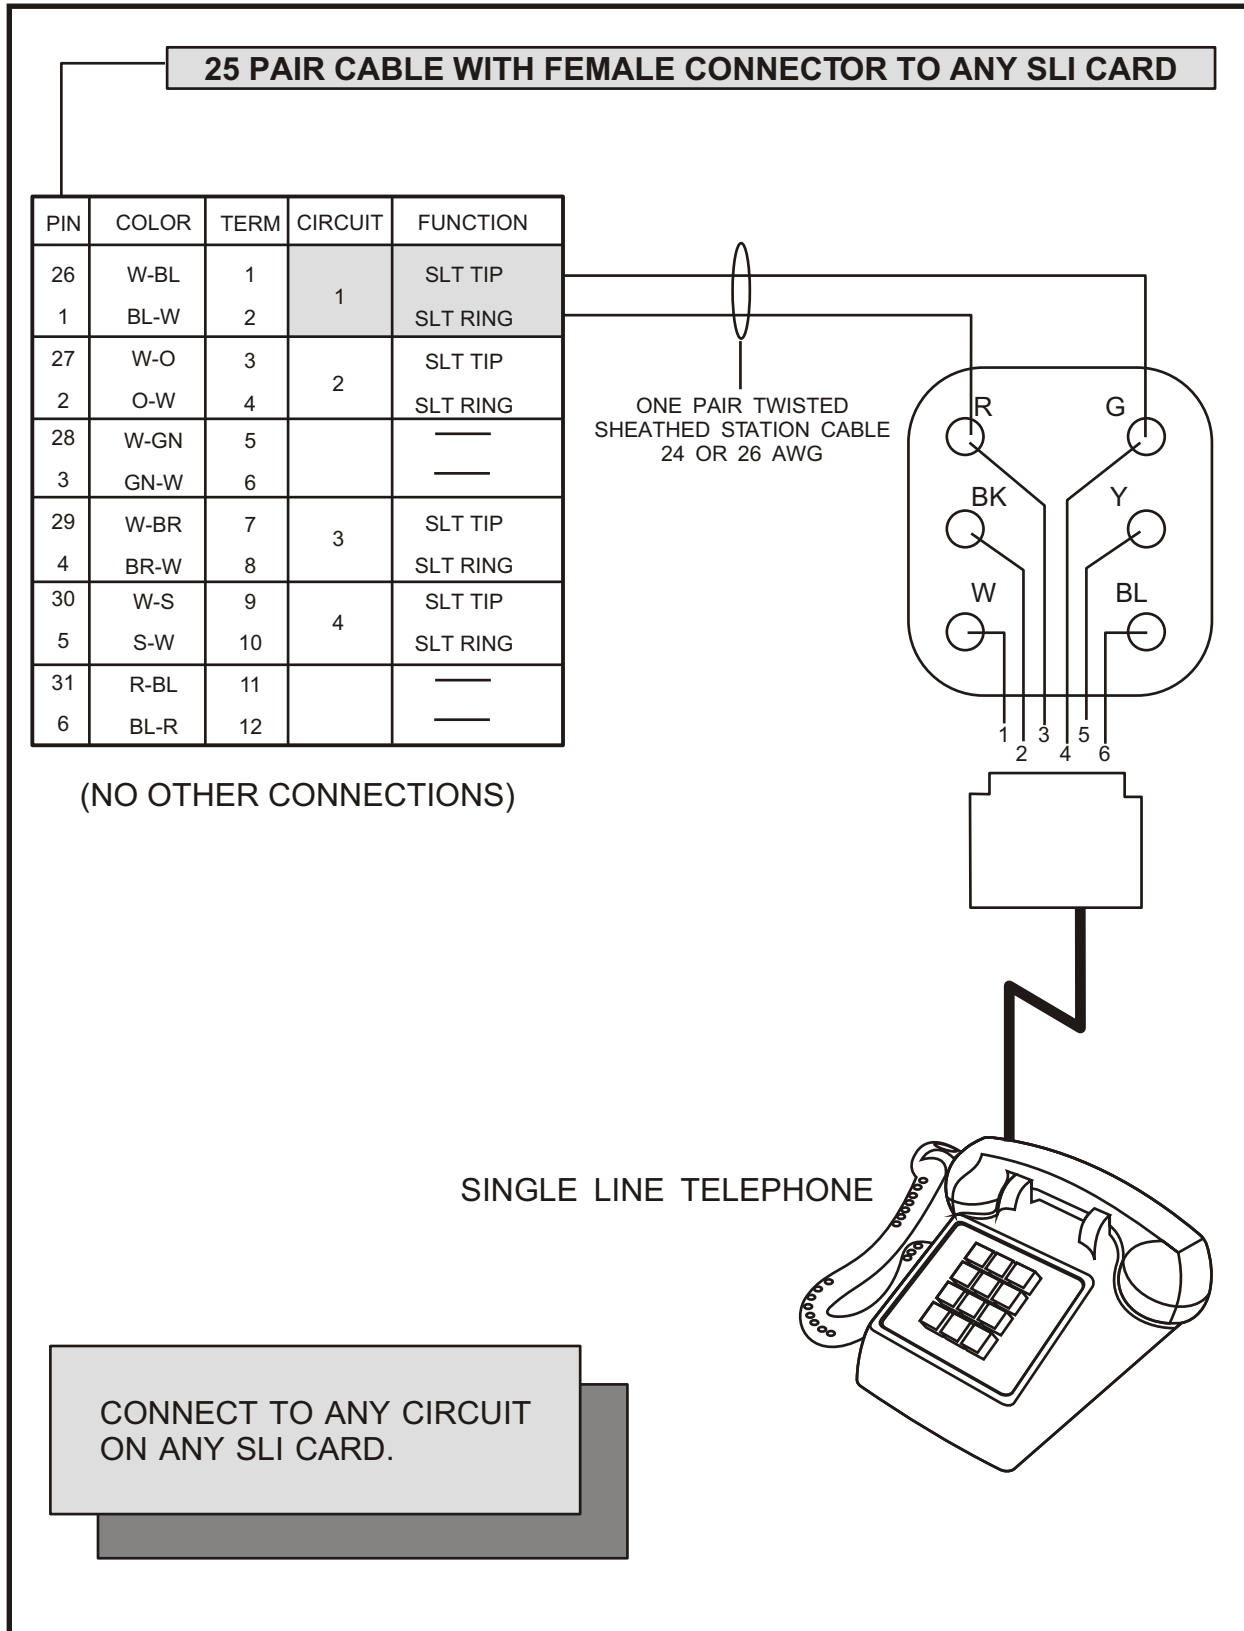 25 PAIR CABLE WITH FEMALE CONNECTOR TO ANY SLI CARD
PIN COLOR TERM CIRCUIT FUNCTION
26 W-BL 1 1 SLT TIP
1 BL-W 2 SLT RING
27 W-O 3 2 SLT TIP
2 O-W 4 SLT RING
28 W-GN 5
3 GN-W 6
29 W-BR 7 3 SLT TIP
4 BR-W 8 SLT RING
30 W-S 9 4 SLT TIP
5 S-W 10 SLT RING
31 R-BL 11
6 BL-R 12
(NO OTHER CONNECTIONS)
ONE PAIR TWISTED
SHEATHED STATION CABLE
24 OR 26 AWG
R G
BK Y
W BL
1 2 3 4 5 6
SINGLE LINE TELEPHONE
CONNECT TO ANY CIRCUIT
ON ANY SLI CARD.